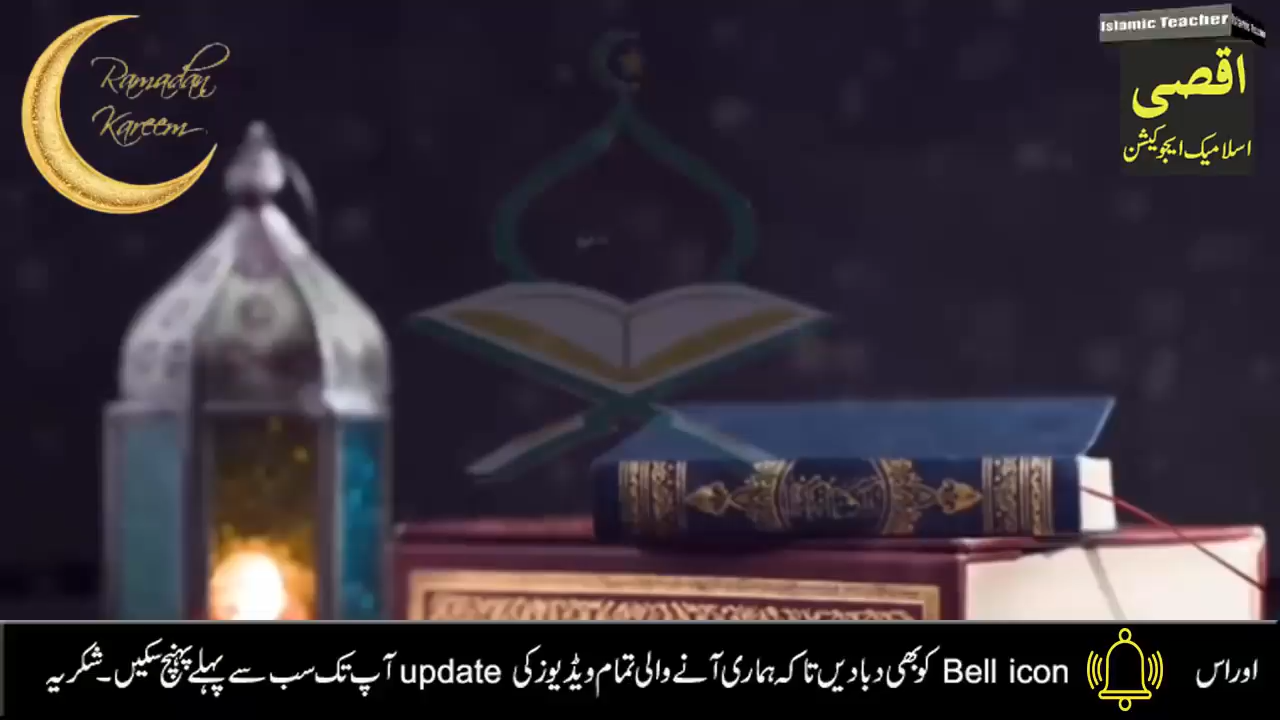 Ramadan
Kareem
Islamic Teacher
اقصی
اسلامیک ایجوکیشن
اور اس Bell icon کو بھی دبا دیں تا کہ ہماری آنے والی تمام ویڈیوز کی update آپ تک سب سے پہلے پہنچ سکیں۔ شکریہ